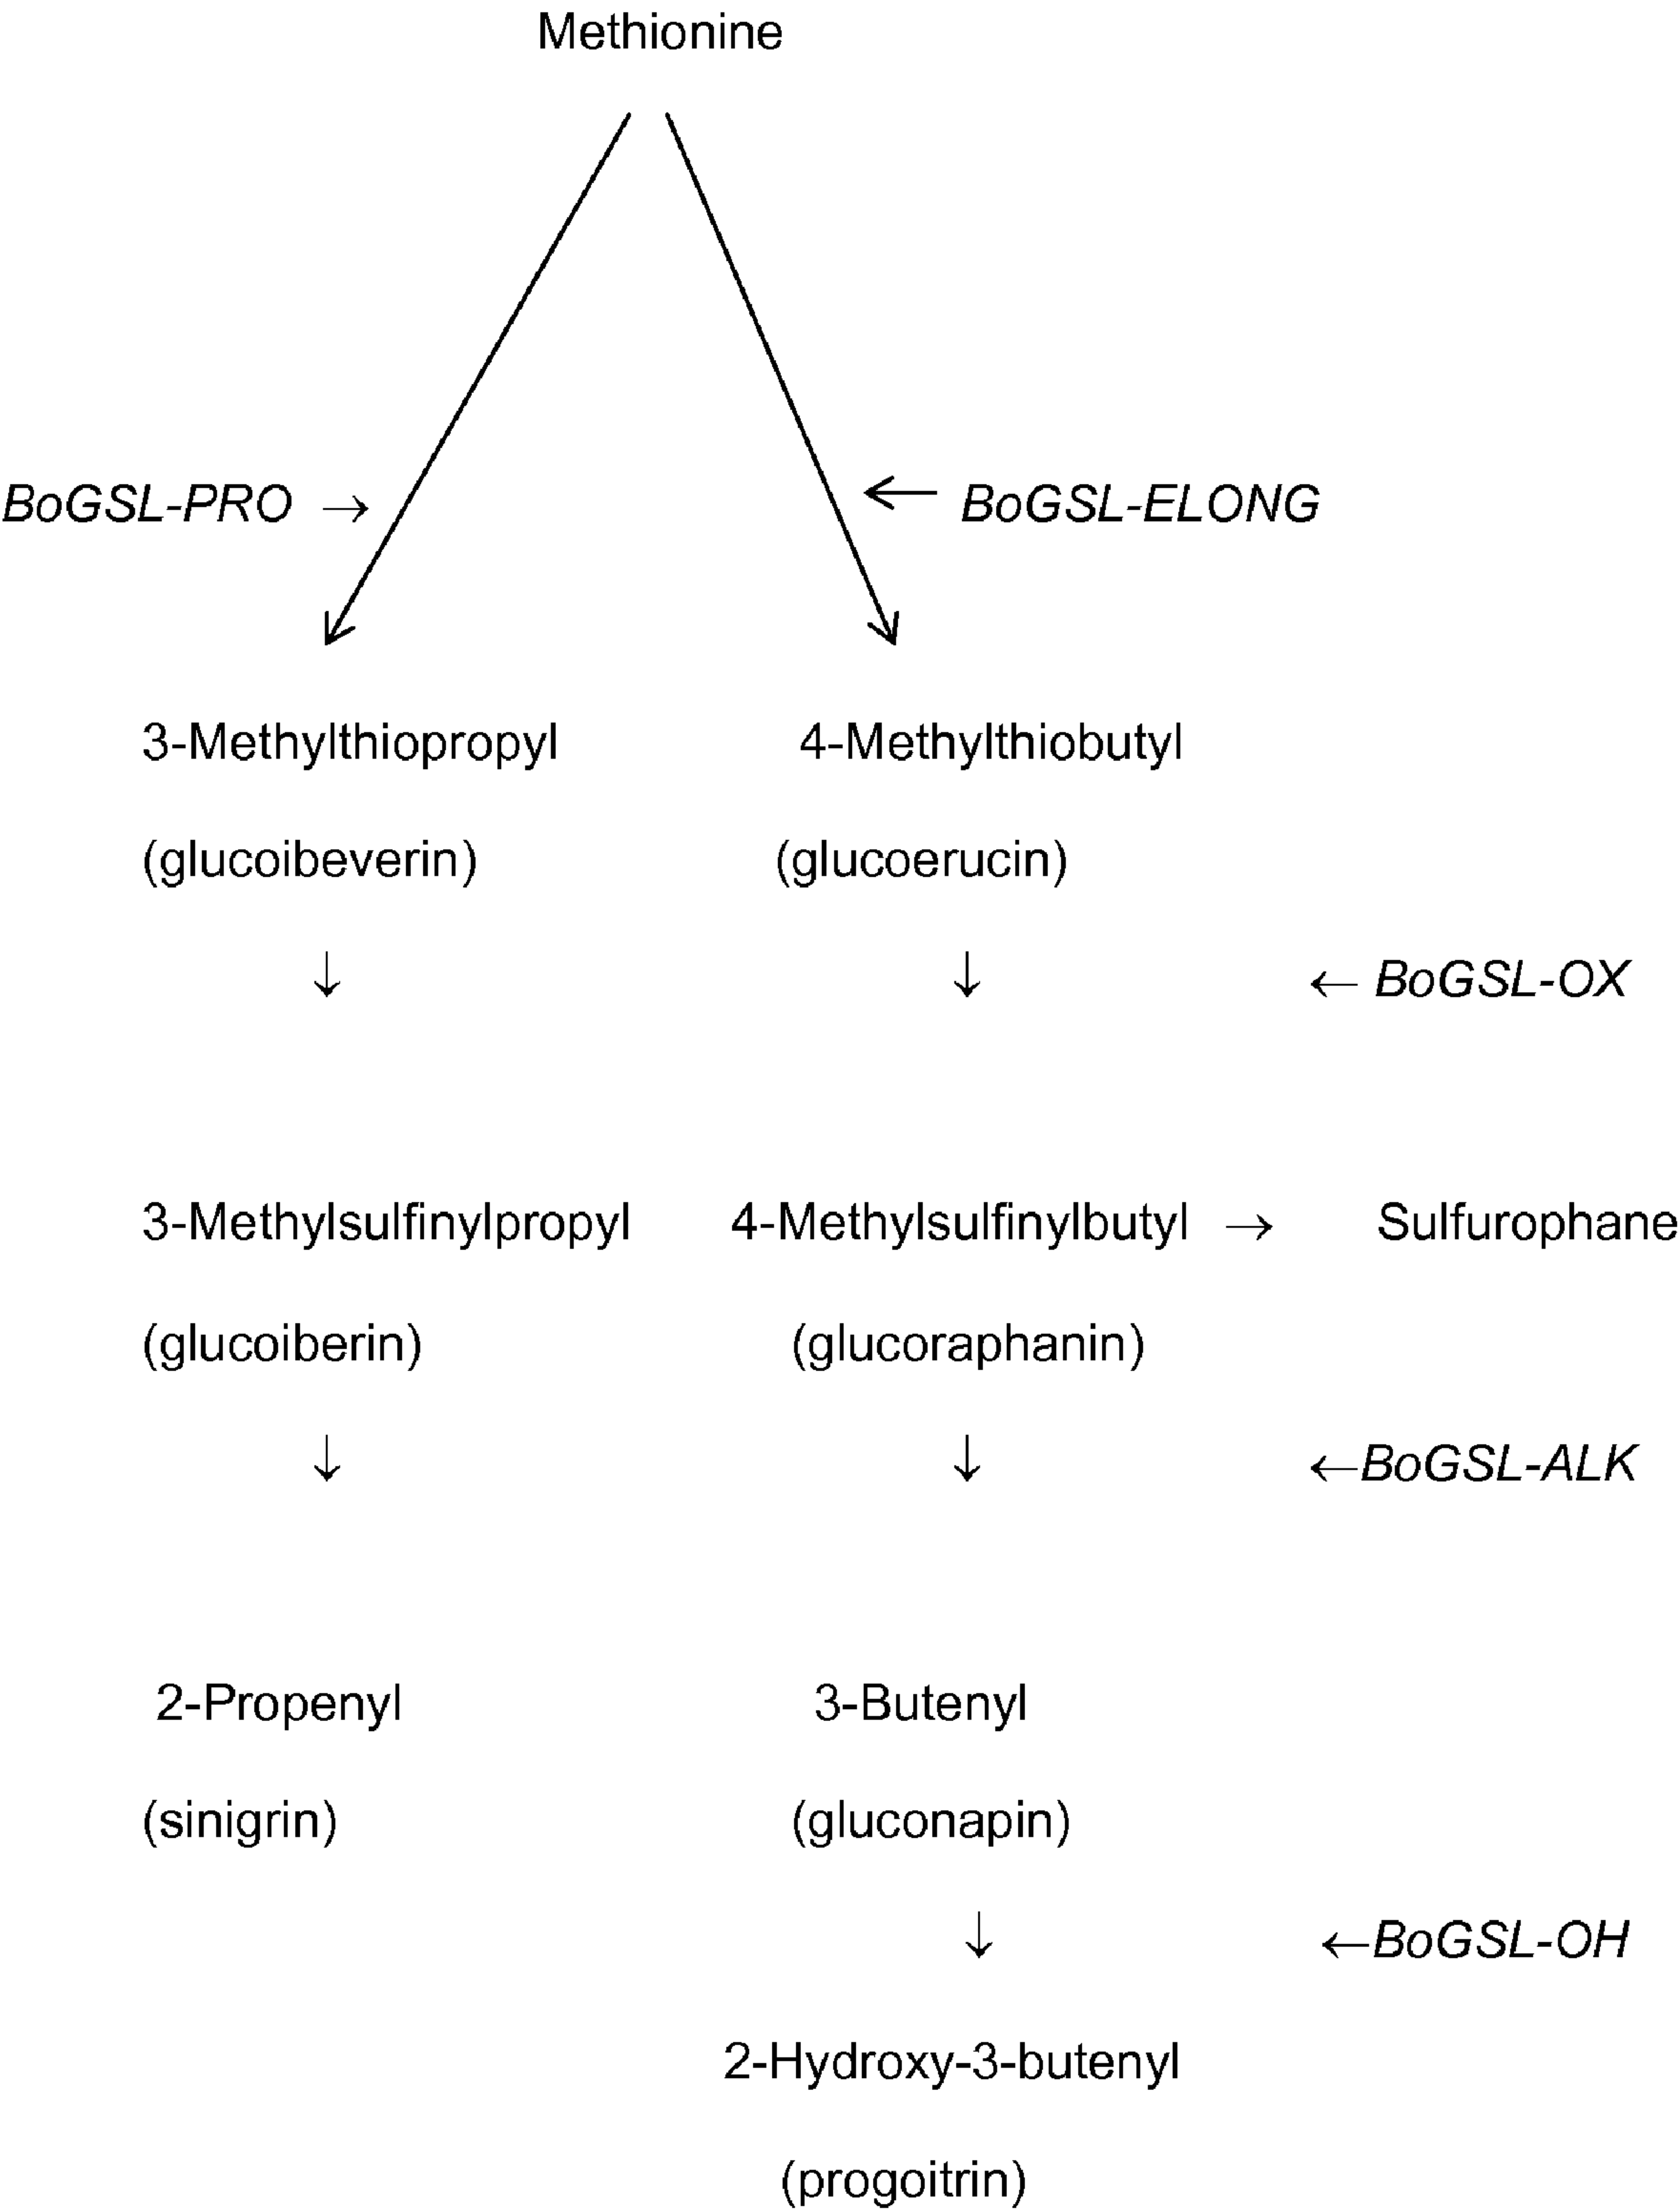 Methionine
BoGSL-PRO → ← BoGSL-ELONG
3-Methylthiopropyl 4-Methylthiobutyl
(glucoibeverin) (glucoerucin)
↓ ↓ ← BoGSL-OX
3-Methylsulfinylpropyl 4-Methylsulfinylbutyl → Sulfurophane
(glucoiberin) (glucoraphanin)
↓ ↓ ←BoGSL-ALK
2-Propenyl 3-Butenyl
(sinigrin) (gluconapin)
↓ ←BoGSL-OH
2-Hydroxy-3-butenyl
(progoitrin)